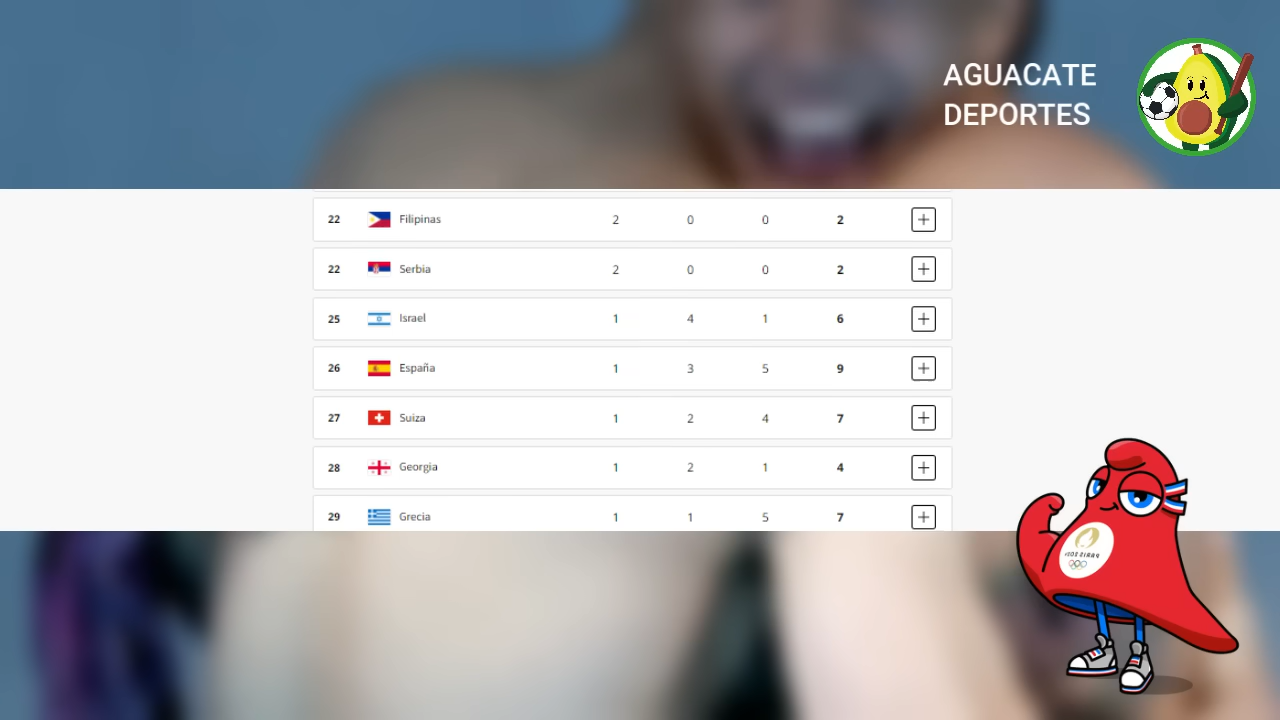 AGUACATE
DEPORTES
22 Filipinas 2 0 0 2
22 Serbia 2 0 0 2
25 Israel 1 4 1 6
26 España 1 3 5 9
27 Suiza 1 2 4 7
28 Georgia 1 2 1 4
29 Grecia 1 1 5 7